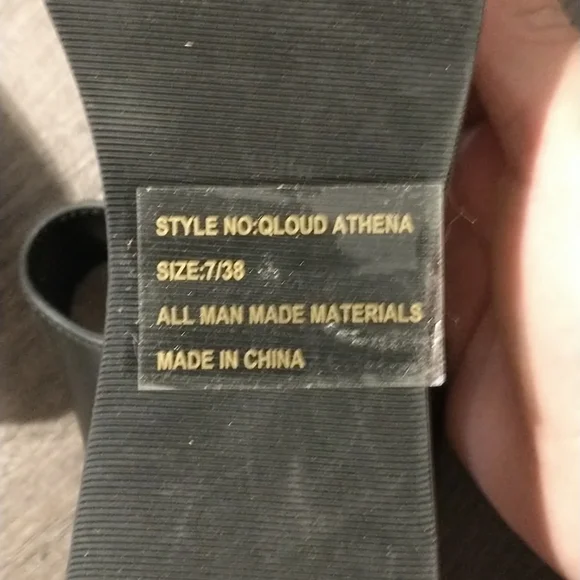 STYLE NO:QLOUD ATHENA
SIZE:7/38
ALL MAN MADE MATERIALS
MADE IN CHINA